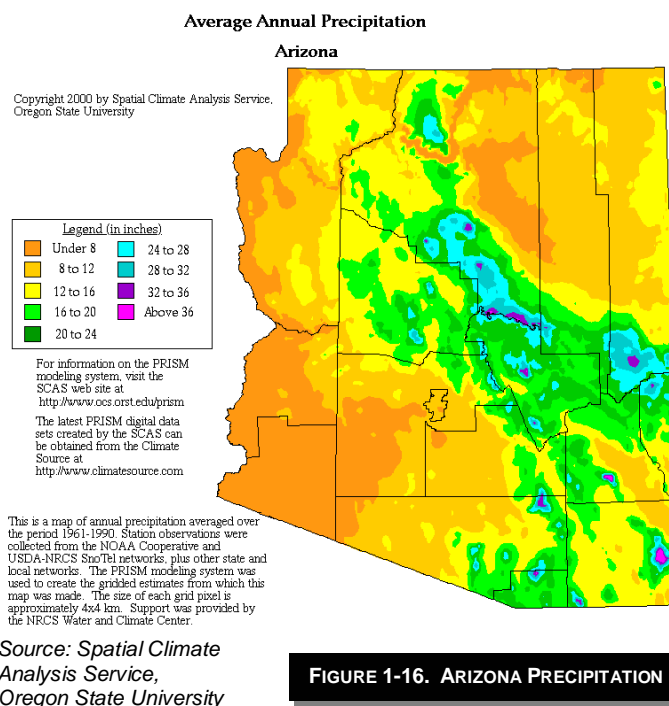 Average Annual Precipitation
Arizona
Copyright 2000 by Spatial Climate Analysis Service,
Oregon State University
Legend (in inches)
Under 8
8 to 12
12 to 16
16 to 20
20 to 24
24 to 28
28 to 32
32 to 36
Above 36
For information on the PRISM
modeling system, visit the
SCAS web site at
http://www.ocs.orst.edu/prism
The latest PRISM digital data
sets created by the SCAS can
be obtained from the Climate
Source at
http://www.climatesource.com
This is a map of annual precipitation averaged over
the period 1961-1990. Station observations were
collected from the NOAA Cooperative and
USDA-NRCS SnoTel networks, plus other state and
local networks. The PRISM modeling system was
used to create the gridded estimates from which this
map was made. The size of each grid pixel is
approximately 4x4 km. Support was provided by
the NRCS Water and Climate Center.
Source: Spatial Climate
Analysis Service,
Oregon State University
FIGURE 1-16. ARIZONA PRECIPITATION